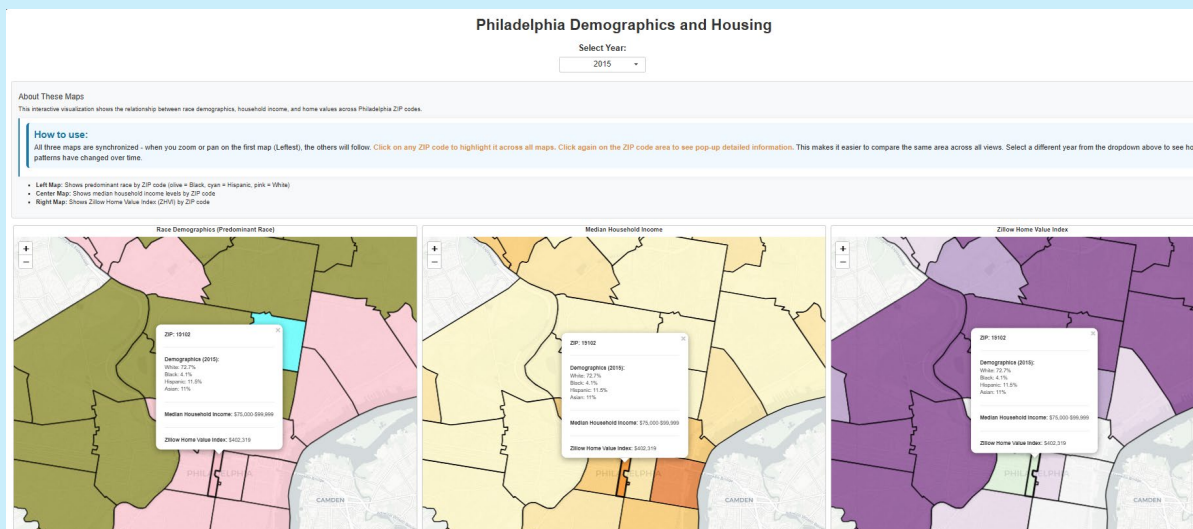 Philadelphia Demographics and Housing
Select Year:
2015
About These Maps
This interactive visualization shows the relationship between race demographics, household income, and home values across Philadelphia ZIP codes.
How to use:
All three maps are synchronized - when you zoom or pan on the first map (Leftest), the others will follow. Click on any ZIP code to highlight it across all maps. Click again on the ZIP code area to see pop-up detailed information. This makes it easier to compare the same area across all views. Select a different year from the dropdown above to see ho
patterns have changed over time.
• Left Map: Shows predominant race by ZIP code (olive = Black, cyan = Hispanic, pink = White)
• Center Map: Shows median household income levels by ZIP code
• Right Map: Shows Zillow Home Value Index (ZHVI) by ZIP code
Race Demographics (Predominant Race)
+
−
ZIP: 19102
×
Demographics (2015):
White: 72.7%
Black: 4.1%
Hispanic: 11.5%
Asian: 11%
Median Household Income: $75,000-$99,999
Zillow Home Value Index: $402,319
PHILADELPHIA
CAMDEN
Median Household Income
+
−
ZIP: 19102
×
Demographics (2015):
White: 72.7%
Black: 4.1%
Hispanic: 11.5%
Asian: 11%
Median Household Income: $75,000-$99,999
Zillow Home Value Index: $402,319
PHILADELPHIA
CAMDEN
Zillow Home Value Index
+
−
ZIP: 19102
×
Demographics (2015):
White: 72.7%
Black: 4.1%
Hispanic: 11.5%
Asian: 11%
Median Household Income: $75,000-$99,999
Zillow Home Value Index: $402,319
PHILADELPHIA
CAMDEN